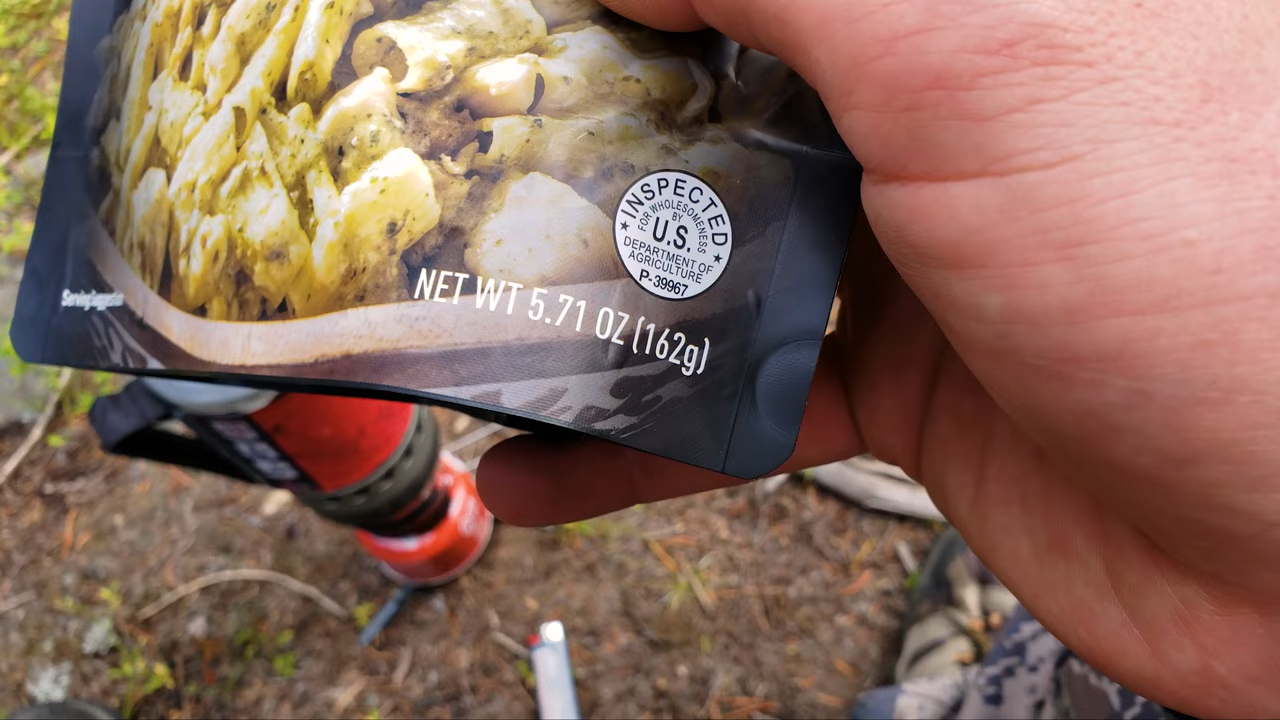 INSPECTED
FOR WHOLESOMENESS
BY
U.S.
DEPARTMENT OF
AGRICULTURE
P-39967
NET WT 5.71 OZ (162g)
Serving Suggestion